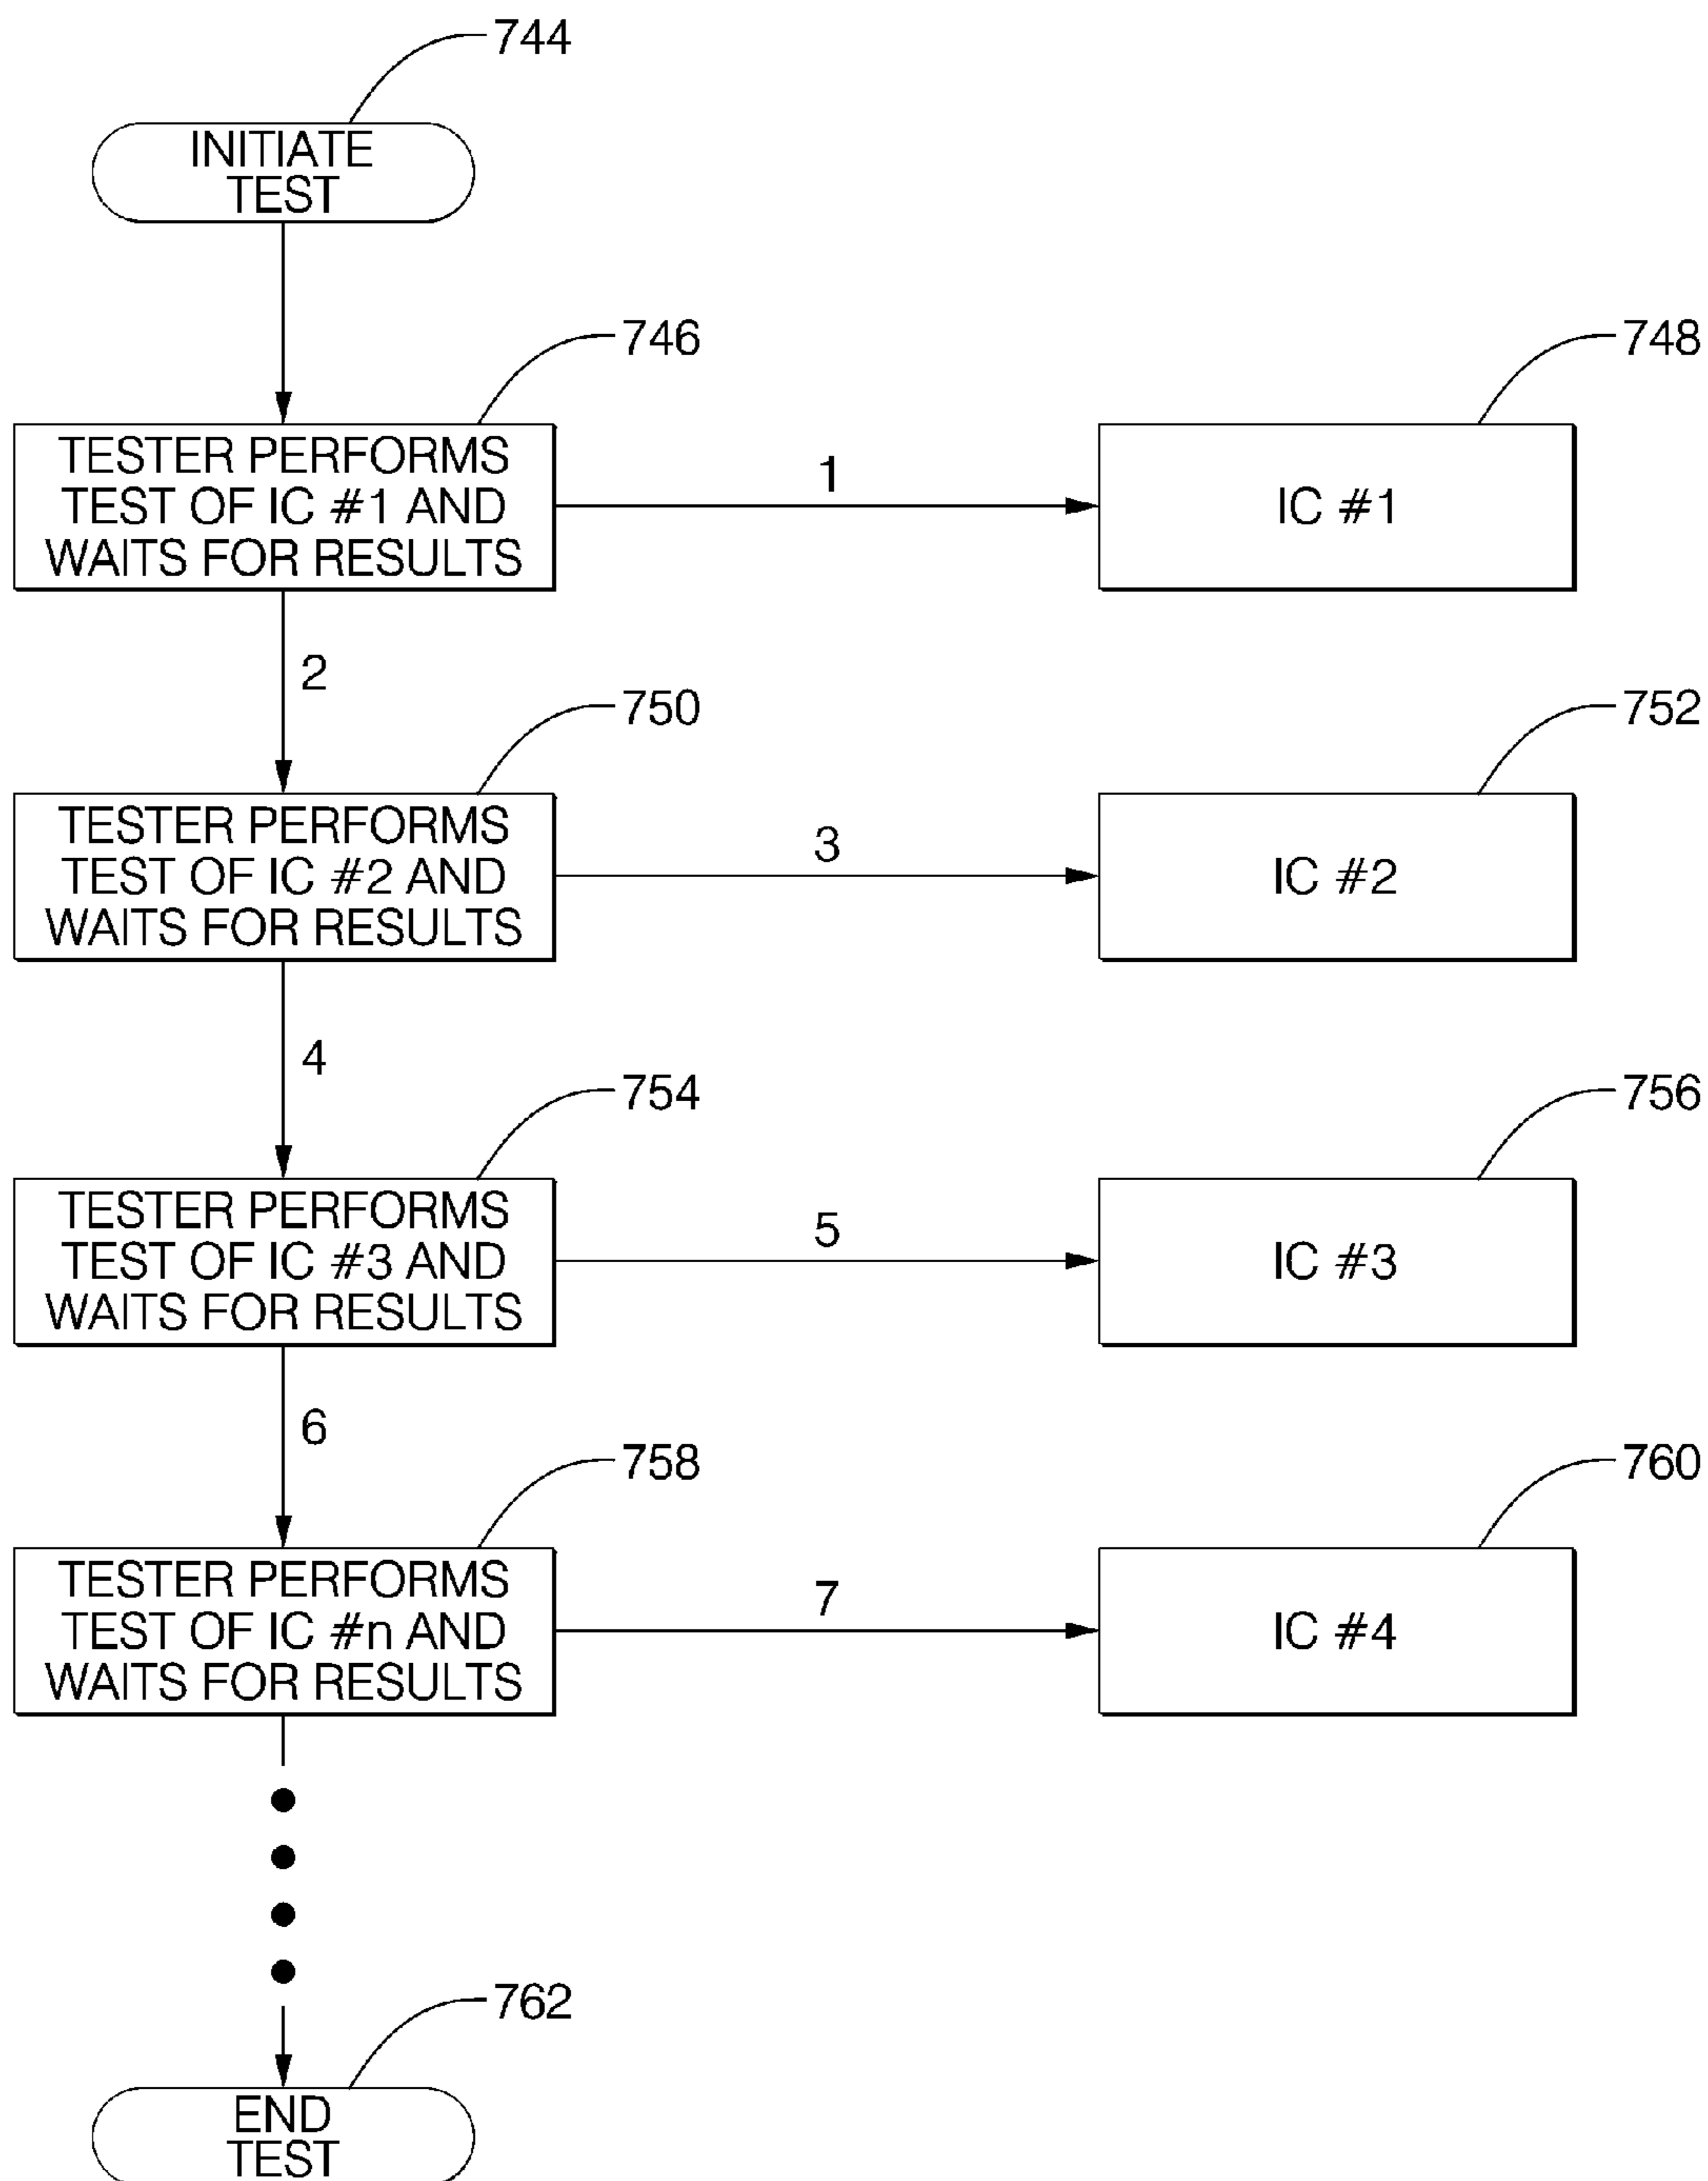 744
INITIATE
TEST
746
748
TESTER PERFORMS
TEST OF IC #1 AND
WAITS FOR RESULTS
1
IC #1
2
750
752
TESTER PERFORMS
TEST OF IC #2 AND
WAITS FOR RESULTS
3
IC #2
4
754
756
TESTER PERFORMS
TEST OF IC #3 AND
WAITS FOR RESULTS
5
IC #3
6
758
760
TESTER PERFORMS
TEST OF IC #n AND
WAITS FOR RESULTS
7
IC #4
762
END
TEST